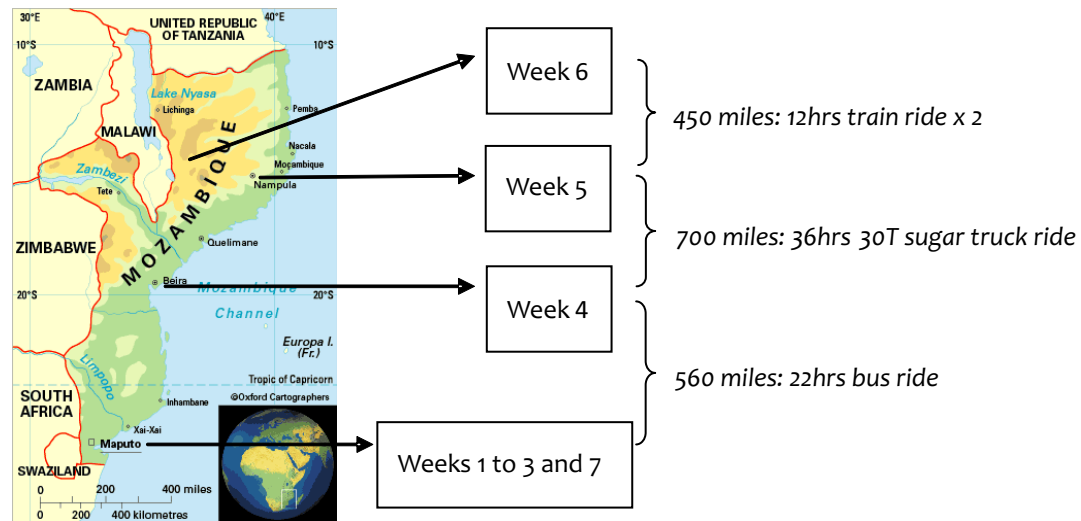 30°E
40°E
UNITED REPUBLIC
OF TANZANIA
10°S
10°S
ZAMBIA
Lake Nyasa
Lichinga
Pemba
MALAWI
Nacala
Moçambique
Zambezi
Nampula
Tete
MOZAMBIQUE
Quelimane
ZIMBABWE
Beira
Mozambique
20°S
20°S
Channel
Europa I.
(Fr.)
Limpopo
Tropic of Capricorn
SOUTH
AFRICA
Inhambane
©Oxford Cartographers
Xai-Xai
Maputo
SWAZILAND
0 200 400 miles
0 200 400 kilometres
Week 6
450 miles: 12hrs train ride x 2
Week 5
700 miles: 36hrs 30T sugar truck ride
Week 4
560 miles: 22hrs bus ride
Weeks 1 to 3 and 7